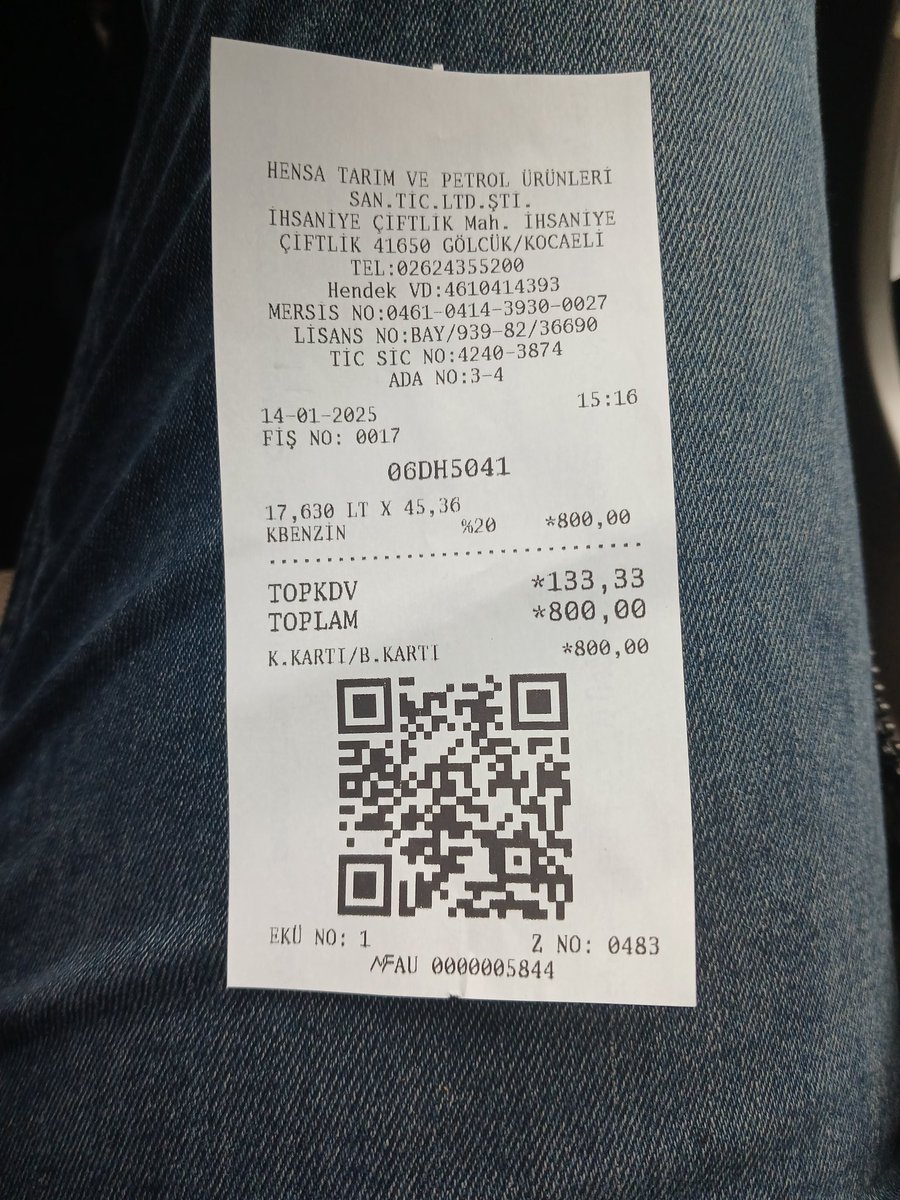 HENSA TARIM VE PETROL ÜRÜNLERİ
SAN.TİC.LTD.ŞTİ.
İHSANİYE ÇİFTLİK Mah. İHSANİYE
ÇİFTLİK 41650 GÖLCÜK/KOCAELİ
TEL:02624355200
Hendek VD:4610414393
MERSİS NO:0461-0414-3930-0027
LİSANS NO:BAY/939-82/36690
TİC SİC NO:4240-3874
ADA NO:3-4
14-01-2025 15:16
FİŞ NO: 0017
06DH5041
17,630 LT X 45,36
KBENZİN %20 *800,00
TOPKDV *133,33
TOPLAM *800,00
K.KARTI/B.KARTI *800,00
EKÜ NO: 1 Z NO: 0483
MF AU 0000005844